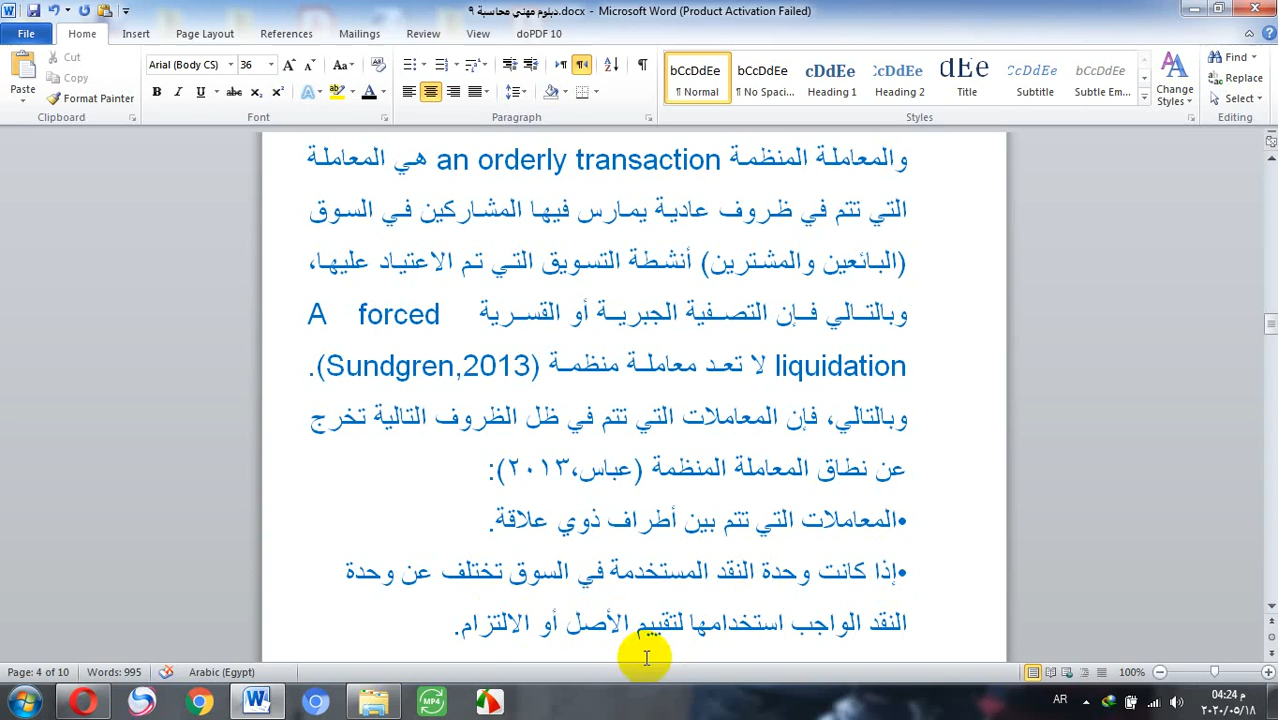 دبلوم مهني محاسبة ٩.docx - Microsoft Word (Product Activation Failed)
File Home Insert Page Layout References Mailings Review View doPDF 10
Cut
Copy
Format Painter
Paste
Clipboard
Arial (Body CS) 36
Font
Paragraph
AaBbCcDdEe AaBbCcDdEe
¶ Normal ¶ No Spaci... Heading 1 Heading 2 Title Subtitle Subtle Em...
Styles
Change Styles
Find
Replace
Select
Editing
والمعاملة المنظمة an orderly transaction هي المعاملة
التي تتم في ظروف عادية يمارس فيها المشاركين في السوق
(البائعين والمشترين) أنشطة التسويق التي تم الاعتياد عليها،
وبالتالي فإن التصفية الجبرية أو القسرية A forced
liquidation لا تعد معاملة منظمة (Sundgren,2013).
وبالتالي، فإن المعاملات التي تتم في ظل الظروف التالية تخرج
عن نطاق المعاملة المنظمة (عباس،٢٠١٣):
•المعاملات التي تتم بين أطراف ذوي علاقة.
•إذا كانت وحدة النقد المستخدمة في السوق تختلف عن وحدة
النقد الواجب استخدامها لتقييم الأصل أو الالتزام.
Page: 4 of 10 Words: 995 Arabic (Egypt) 100%
MP4
AR
04:24 م
٢٠٢٠/٠٥/١٨